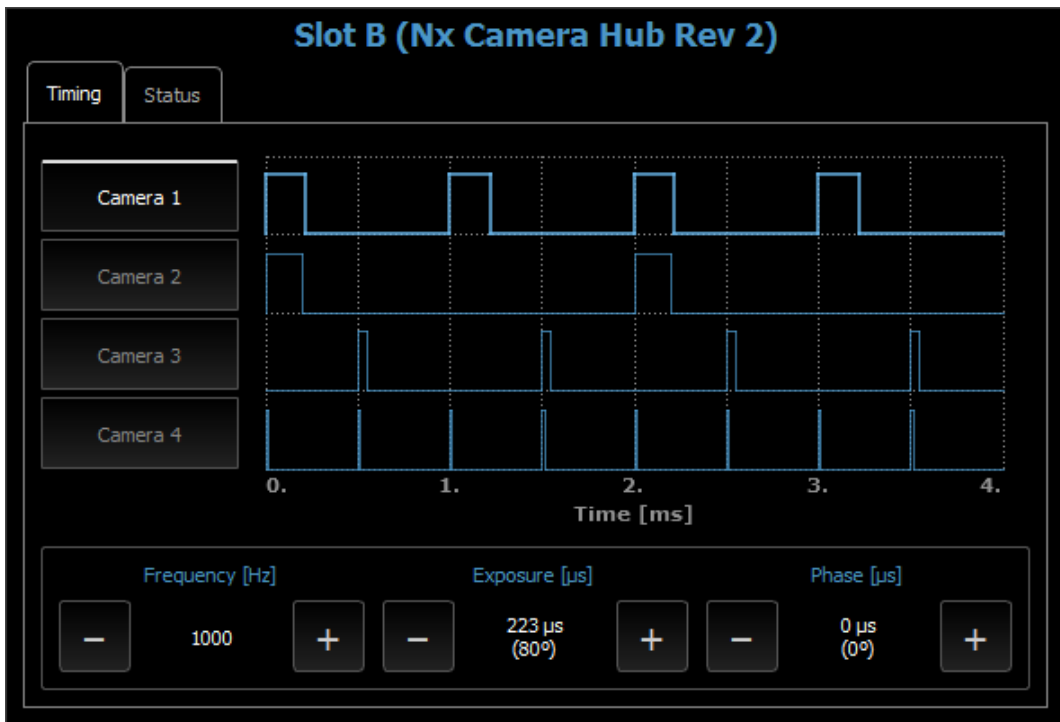 Slot B (Nx Camera Hub Rev 2)
Timing Status
Camera 1
Camera 2
Camera 3
Camera 4
0. 1. 2. 3. 4.
Time [ms]
Frequency [Hz] Exposure [µs] Phase [µs]
− 1000 + − 223 µs (80º) + − 0 µs (0º) +